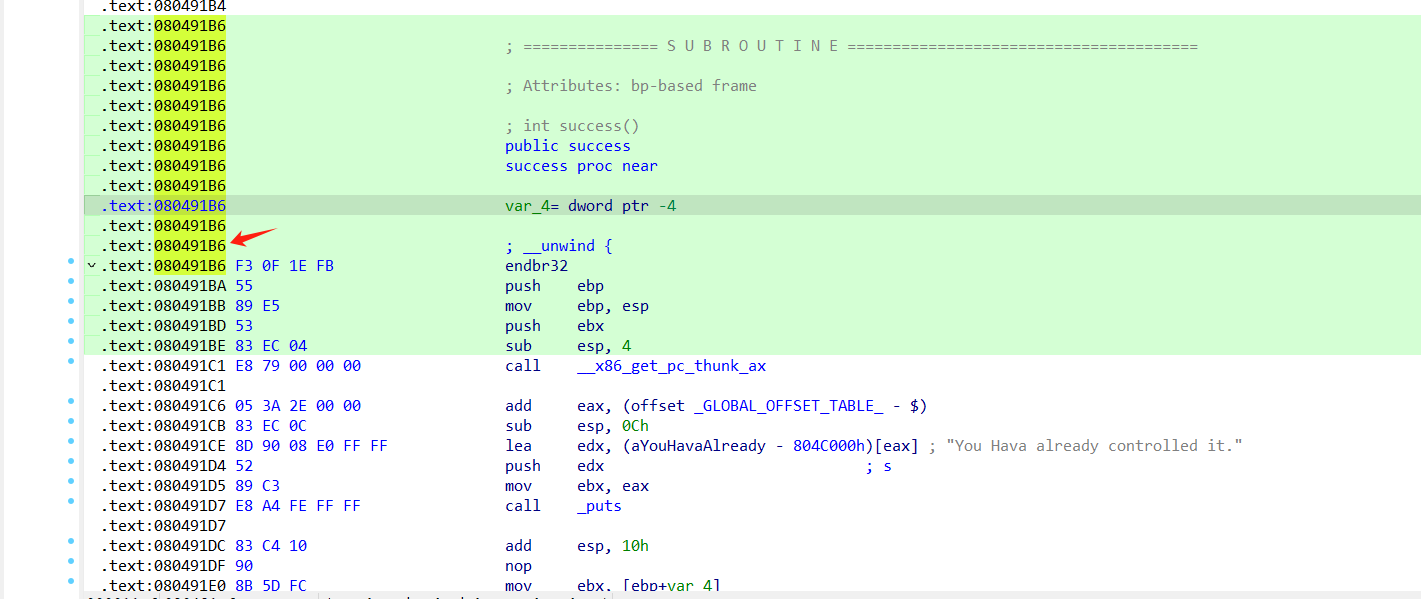 .text:080491B4
.text:080491B6
.text:080491B6 ; =============== S U B R O U T I N E =======================================
.text:080491B6
.text:080491B6 ; Attributes: bp-based frame
.text:080491B6
.text:080491B6 ; int success()
.text:080491B6 public success
.text:080491B6 success proc near
.text:080491B6
.text:080491B6 var_4= dword ptr -4
.text:080491B6
.text:080491B6 ; __unwind {
.text:080491B6 F3 0F 1E FB endbr32
.text:080491BA 55 push ebp
.text:080491BB 89 E5 mov ebp, esp
.text:080491BD 53 push ebx
.text:080491BE 83 EC 04 sub esp, 4
.text:080491C1 E8 79 00 00 00 call __x86_get_pc_thunk_ax
.text:080491C1
.text:080491C6 05 3A 2E 00 00 add eax, (offset _GLOBAL_OFFSET_TABLE_ - $)
.text:080491CB 83 EC 0C sub esp, 0Ch
.text:080491CE 8D 90 08 E0 FF FF lea edx, (aYouHavaAlready - 804C000h)[eax] ; "You Hava already controlled it."
.text:080491D4 52 push edx ; s
.text:080491D5 89 C3 mov ebx, eax
.text:080491D7 E8 A4 FE FF FF call _puts
.text:080491D7
.text:080491DC 83 C4 10 add esp, 10h
.text:080491DF 90 nop
.text:080491E0 8B 5D FC mov ebx, [ebp+var_4]